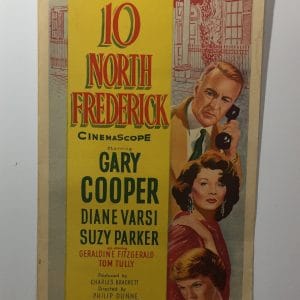 10
NORTH
FREDERICK
CINEMASCOPE
Starring
GARY
COOPER
DIANE VARSI
SUZY PARKER
GERALDINE FITZGERALD
TOM TULLY
Produced by
CHARLES BRACKETT
Directed by
PHILIP DUNNE